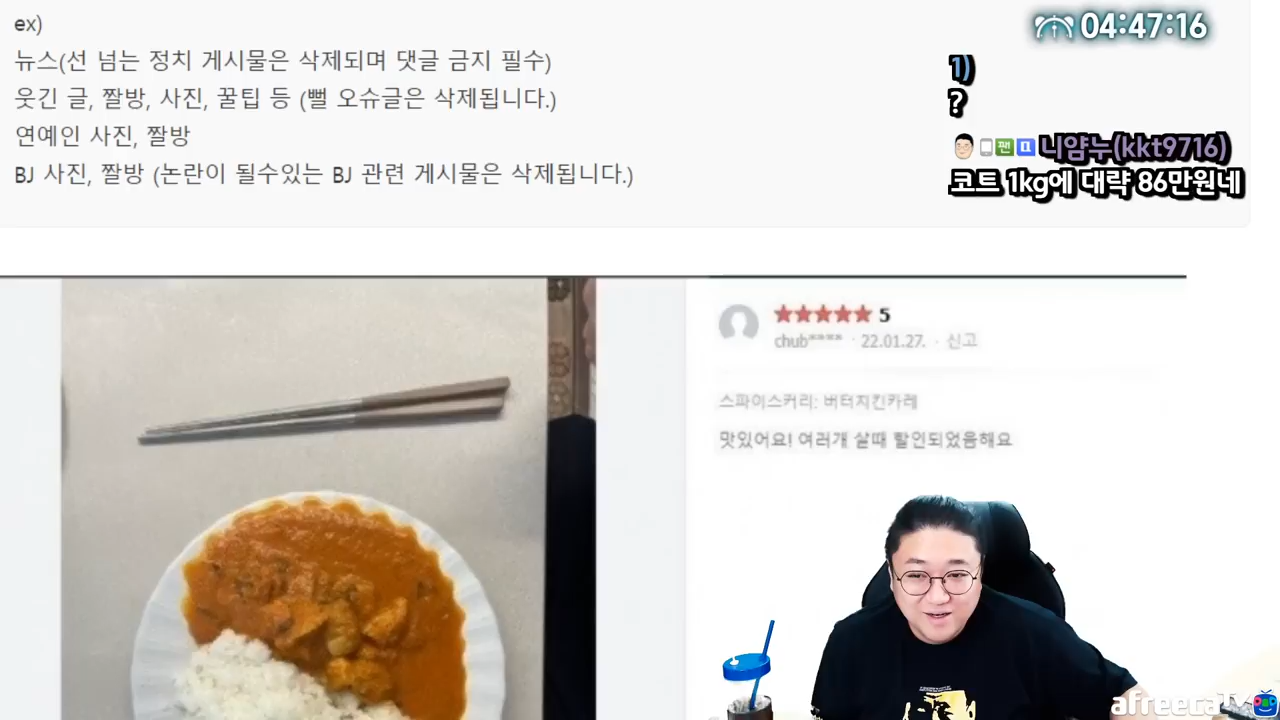 ex)
뉴스(선 넘는 정치 게시물은 삭제되며 댓글 금지 필수)
웃긴 글, 짤방, 사진, 꿀팁 등 (뻘 오슈글은 삭제됩니다.)
연예인 사진, 짤방
BJ 사진, 짤방 (논란이 될수있는 BJ 관련 게시물은 삭제됩니다.)
04:47:16
1)
?
팬 니얌누(kkt9716)
코트 1kg에 대략 86만원네
★★★★★ 5
chub**** · 22.01.27. · 신고
스파이스커리: 버터치킨카레
맛있어요! 여러개 살때 할인되었음해요
afreecaTV